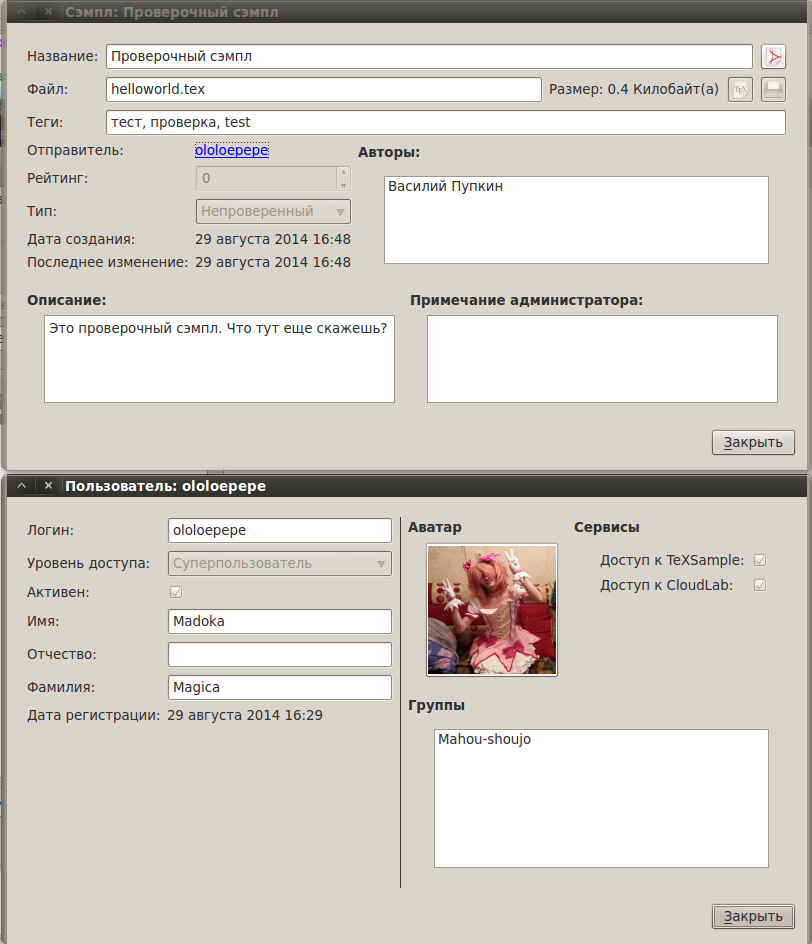 Сэмпл: Проверочный сэмпл
Название: Проверочный сэмпл
Файл: helloworld.tex Размер: 0.4 Килобайт(а)
Теги: тест, проверка, test
Отправитель: ololoepepe
Рейтинг: 0
Тип: Непроверенный
Дата создания: 29 августа 2014 16:48
Последнее изменение: 29 августа 2014 16:48
Авторы:
Василий Пупкин
Описание:
Это проверочный сэмпл. Что тут еще скажешь?
Примечание администратора:
Закрыть
Пользователь: ololoepepe
Логин: ololoepepe
Уровень доступа: Суперпользователь
Активен:
Имя: Madoka
Отчество:
Фамилия: Magica
Дата регистрации: 29 августа 2014 16:29
Аватар
Сервисы
Доступ к TeXSample:
Доступ к CloudLab:
Группы
Mahou-shoujo
Закрыть